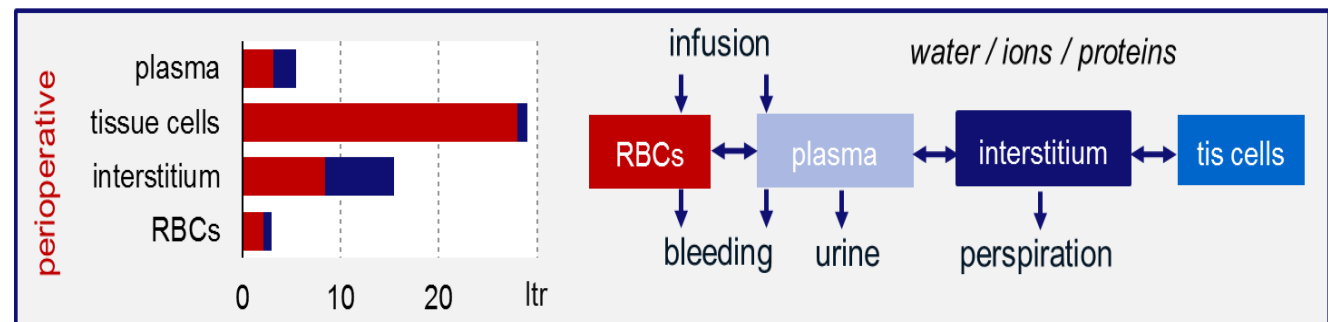 perioperative
plasma
tissue cells
interstitium
RBCs
0 10 20 ltr
infusion
water / ions / proteins
RBCs
plasma
interstitium
tis cells
bleeding
urine
perspiration